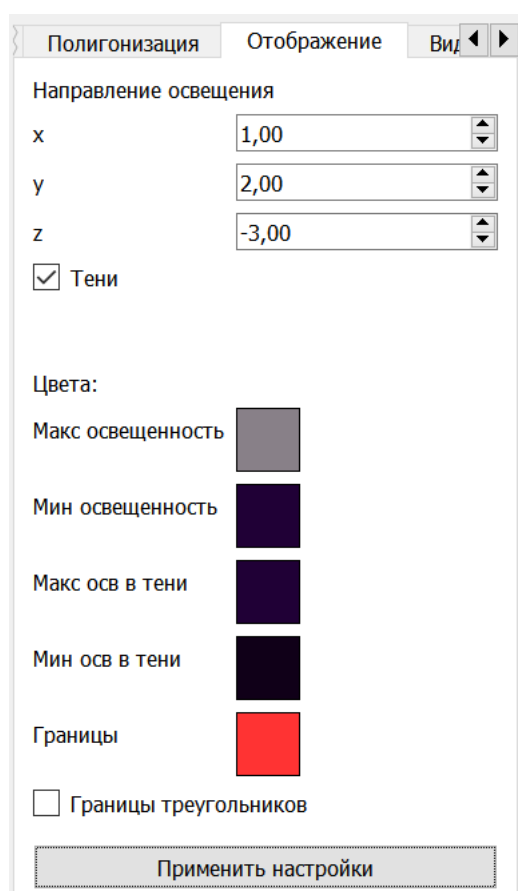 Полигонизация Отображение Вид
Направление освещения
x 1,00
y 2,00
z -3,00
Тени
Цвета:
Макс освещенность
Мин освещенность
Макс осв в тени
Мин осв в тени
Границы
Границы треугольников
Применить настройки